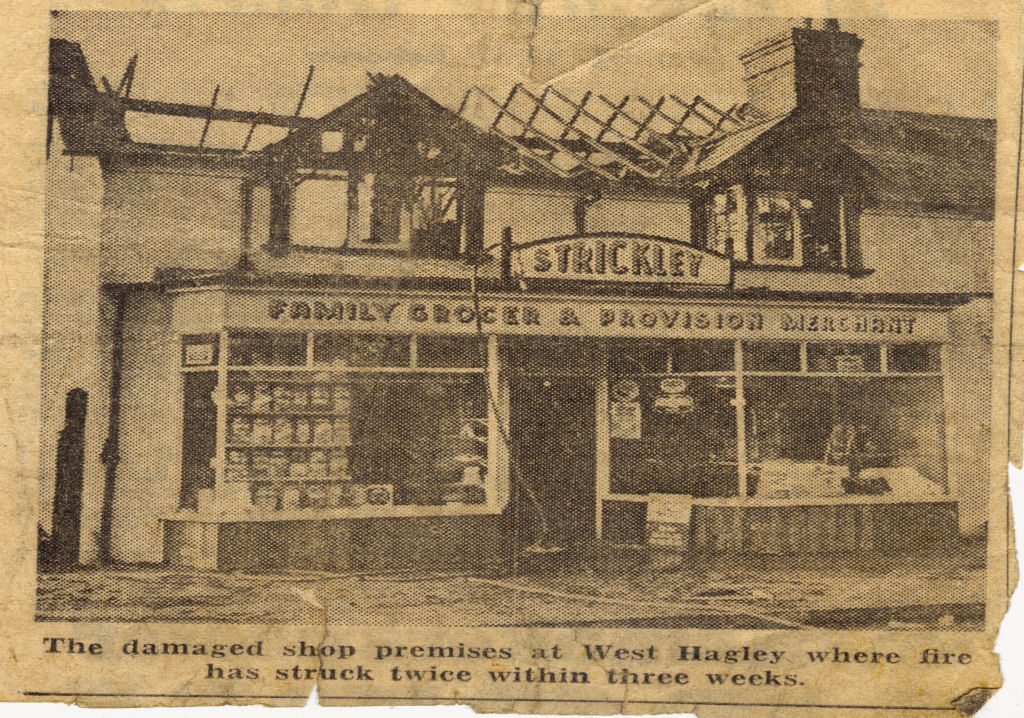 STRICKLEY
FAMILY GROCER & PROVISION MERCHANT
The damaged shop premises at West Hagley where fire
has struck twice within three weeks.